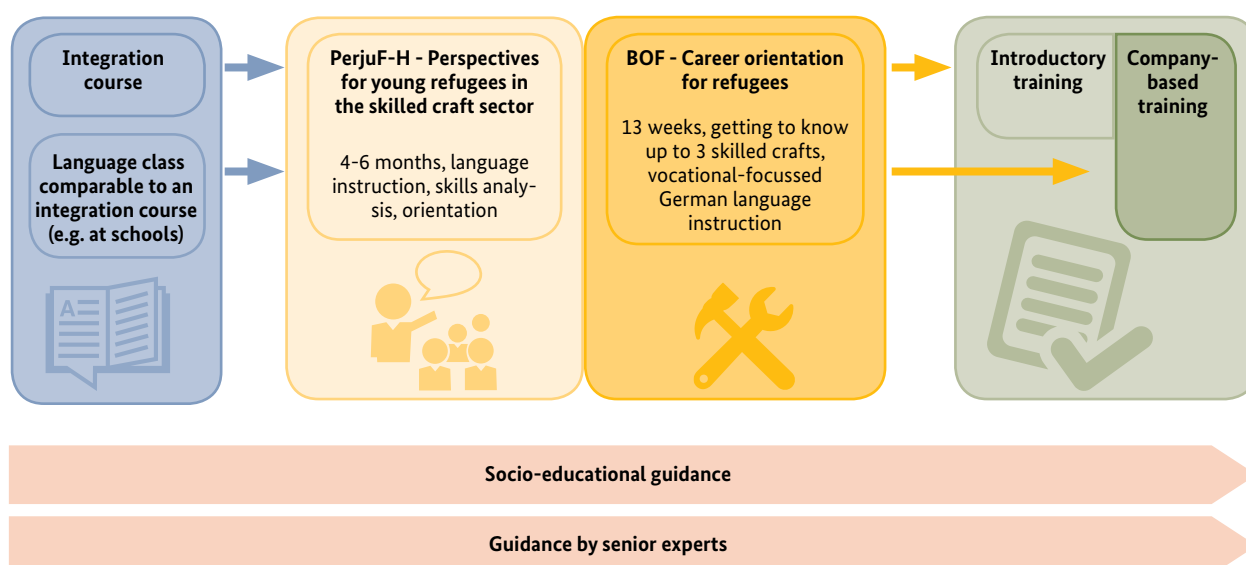 Integration
course
Language class
comparable to an
integration course
(e.g. at schools)
A
PerjuF-H - Perspectives
for young refugees in
the skilled craft sector
4-6 months, language
instruction, skills analy-
sis, orientation
BOF - Career orientation
for refugees
13 weeks, getting to know
up to 3 skilled crafts,
vocational-focussed
German language
instruction
Introductory
training
Company-
based
training
Socio-educational guidance
Guidance by senior experts